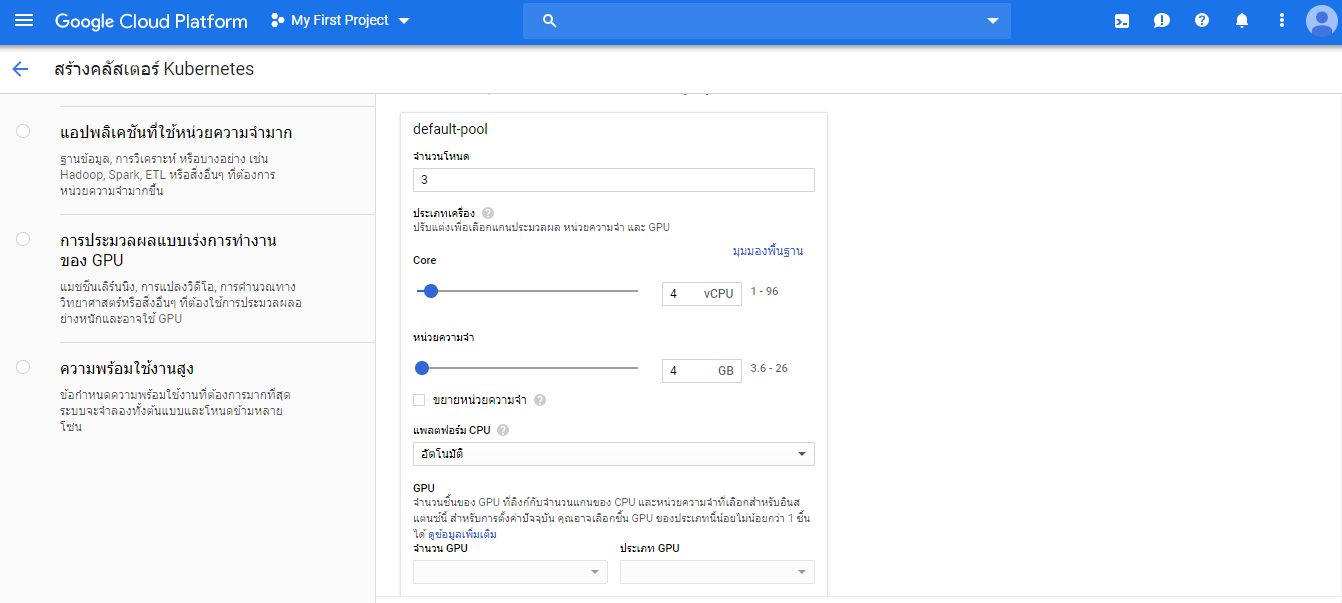 Google Cloud Platform
My First Project
สร้างคลัสเตอร์ Kubernetes
แอปพลิเคชันที่ใช้หน่วยความจำมาก
ฐานข้อมูล, การวิเคราะห์ หรือบางอย่าง เช่น
Hadoop, Spark, ETL หรือสิ่งอื่นๆ ที่ต้องการ
หน่วยความจำมากขึ้น
การประมวลผลแบบเร่งการทำงาน
ของ GPU
แมชชีนเลิร์นนิง, การแปลงวิดีโอ, การคำนวณทาง
วิทยาศาสตร์หรือสิ่งอื่นๆ ที่ต้องใช้การประมวลผลอ
ย่างหนักและอาจใช้ GPU
ความพร้อมใช้งานสูง
ข้อกำหนดความพร้อมใช้งานที่ต้องการมากที่สุด
ระบบจะจำลองทั้งต้นแบบและโหนดข้ามหลาย
โซน
default-pool
จำนวนโหนด
3
ประเภทเครื่อง
ปรับแต่งเพื่อเลือกแกนประมวลผล หน่วยความจำ และ GPU
มุมมองพื้นฐาน
Core
4 vCPU 1 - 96
หน่วยความจำ
4 GB 3.6 - 26
ขยายหน่วยความจำ
แพลตฟอร์ม CPU
อัตโนมัติ
GPU
จำนวนชิ้นของ GPU ที่ลิงก์กับจำนวนแกนของ CPU และหน่วยความจำที่เลือกสำหรับอินส
แตนซ์นี้ สำหรับการตั้งค่าปัจจุบัน คุณอาจเลือกชิ้น GPU ของประเภทนี้น้อยไม่น้อยกว่า 1 ชิ้น
ได้ ดูข้อมูลเพิ่มเติม
จำนวน GPU ประเภท GPU